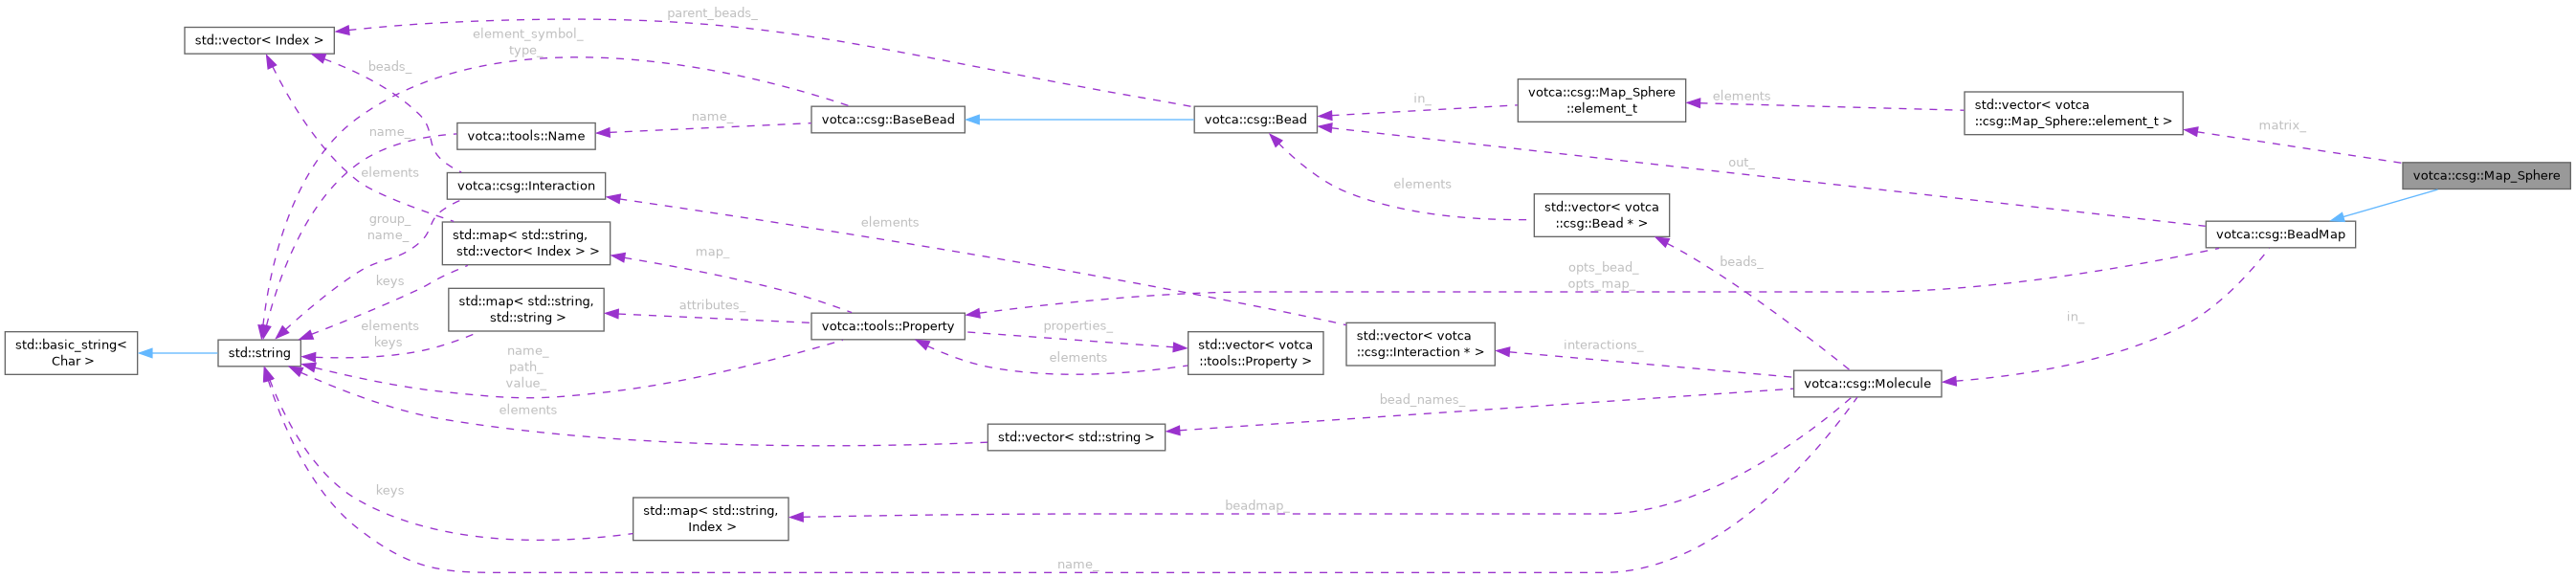 parent_beads_
std::vector< Index >
element_symbol_
type_
beads_
votca::csg::Map_Sphere
::element_t
in_
elements
std::vector< votca
::csg::Map_Sphere::element_t >
matrix_
votca::csg::BaseBead
votca::csg::Bead
name_
votca::tools::Name
name_
out_
votca::csg::Map_Sphere
elements
votca::csg::Interaction
elements
std::vector< votca
::csg::Bead * >
group_
name_
elements
std::map< std::string,
std::vector< Index > >
votca::csg::BeadMap
map_
beads_
opts_bead_
opts_map_
keys
std::map< std::string,
std::string >
attributes_
in_
elements
keys
votca::tools::Property
properties_
std::vector< votca
::csg::Interaction * >
interactions_
std::basic_string<
Char >
std::string
std::vector< votca
::tools::Property >
elements
name_
path_
value_
votca::csg::Molecule
bead_names_
elements
std::vector< std::string >
keys
std::map< std::string,
Index >
beadmap_
name_